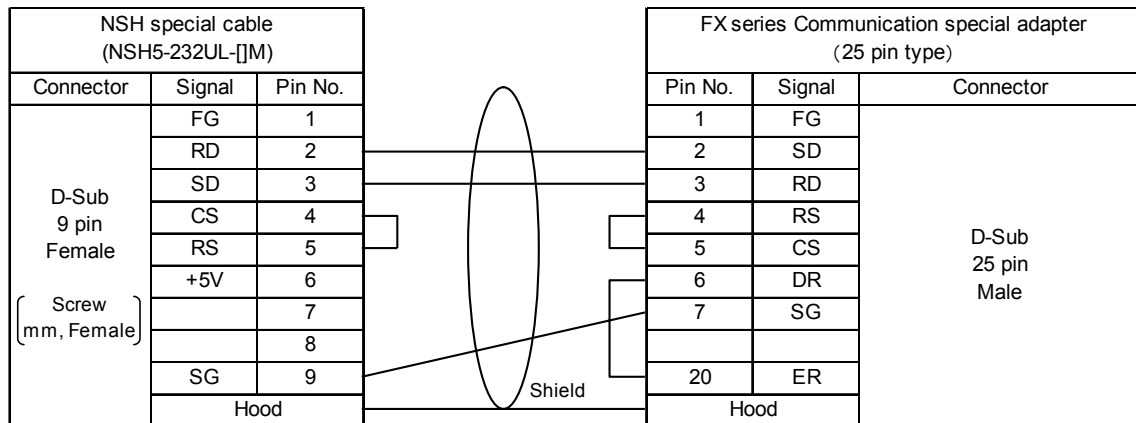 NSH special cable
(NSH5-232UL-[]M)
Connector Signal Pin No.
FG 1
RD 2
SD 3
CS 4
RS 5
+5V 6
7
8
SG 9
Hood
D-Sub
9 pin
Female
Screw
mm, Female
Shield
FX series Communication special adapter
(25 pin type)
Pin No. Signal Connector
1 FG
2 SD
3 RD
4 RS
5 CS
6 DR
7 SG
20 ER
Hood
D-Sub
25 pin
Male